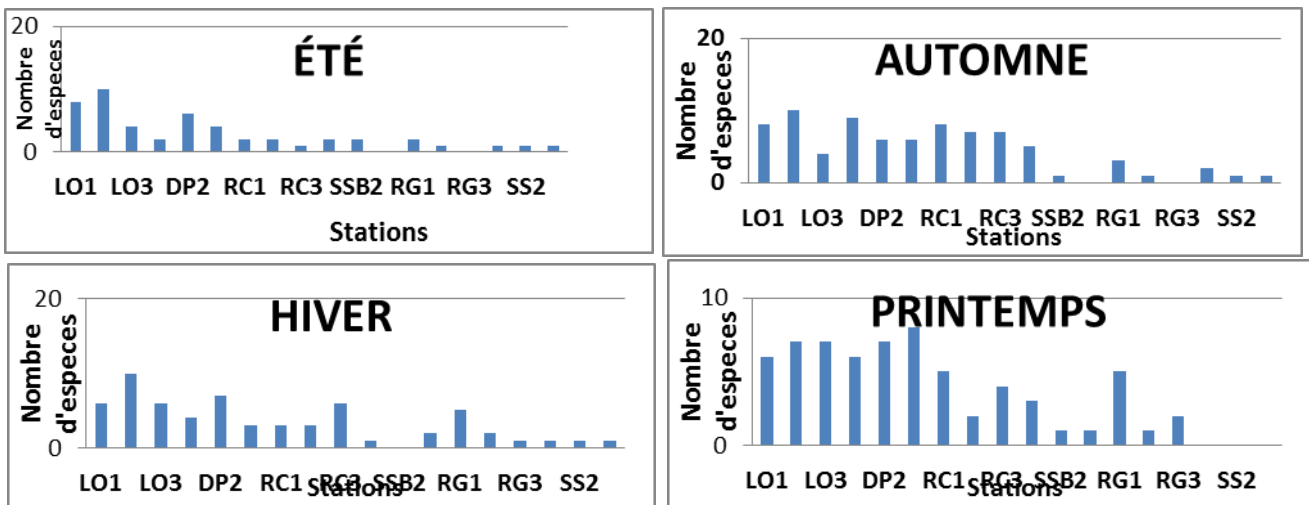 ÉTÉ
Nombre
d'especes
20
0
LO1 LO3 DP2 RC1 RC3 SSB2 RG1 RG3 SS2
Stations
AUTOMNE
Nombre
d'especes
20
0
LO1 LO3 DP2 RC1 RC3 SSB2 RG1 RG3 SS2
Stations
HIVER
Nombre
d'especes
20
0
LO1 LO3 DP2 RC1 RC3 SSB2 RG1 RG3 SS2
Stations
PRINTEMPS
Nombre
d'especes
10
0
LO1 LO3 DP2 RC1 RG3 SSB2 RG1 RG3 SS2
Stations